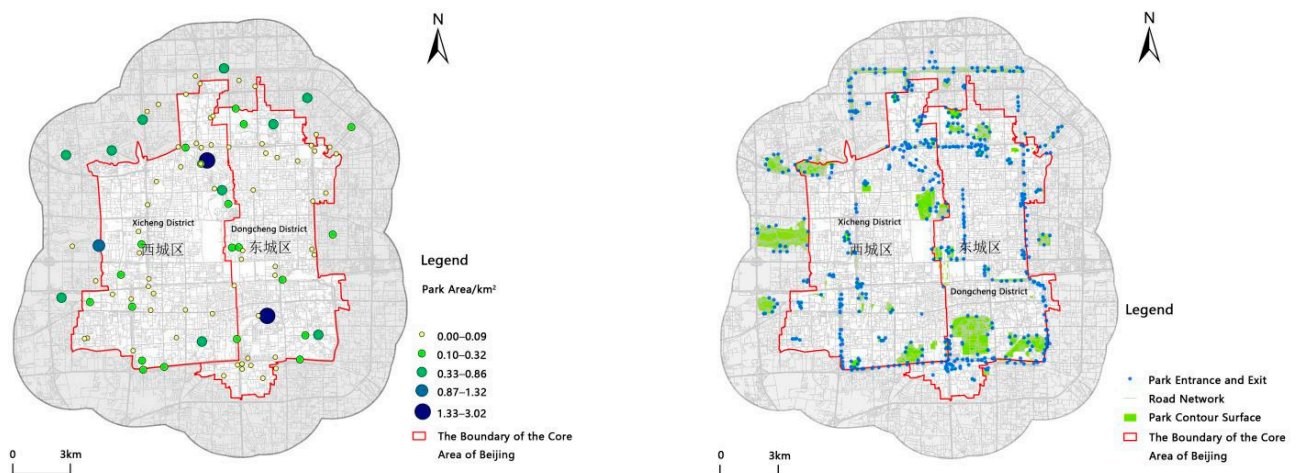 N
Xicheng District
西城区
Dongcheng District
东城区
Legend
Park Area/km²
0.00–0.09
0.10–0.32
0.33–0.86
0.87–1.32
1.33–3.02
The Boundary of the Core
Area of Beijing
0 3km
N
Xicheng District
西城区
东城区
Dongcheng District
Legend
Park Entrance and Exit
Road Network
Park Contour Surface
The Boundary of the Core
Area of Beijing
0 3km